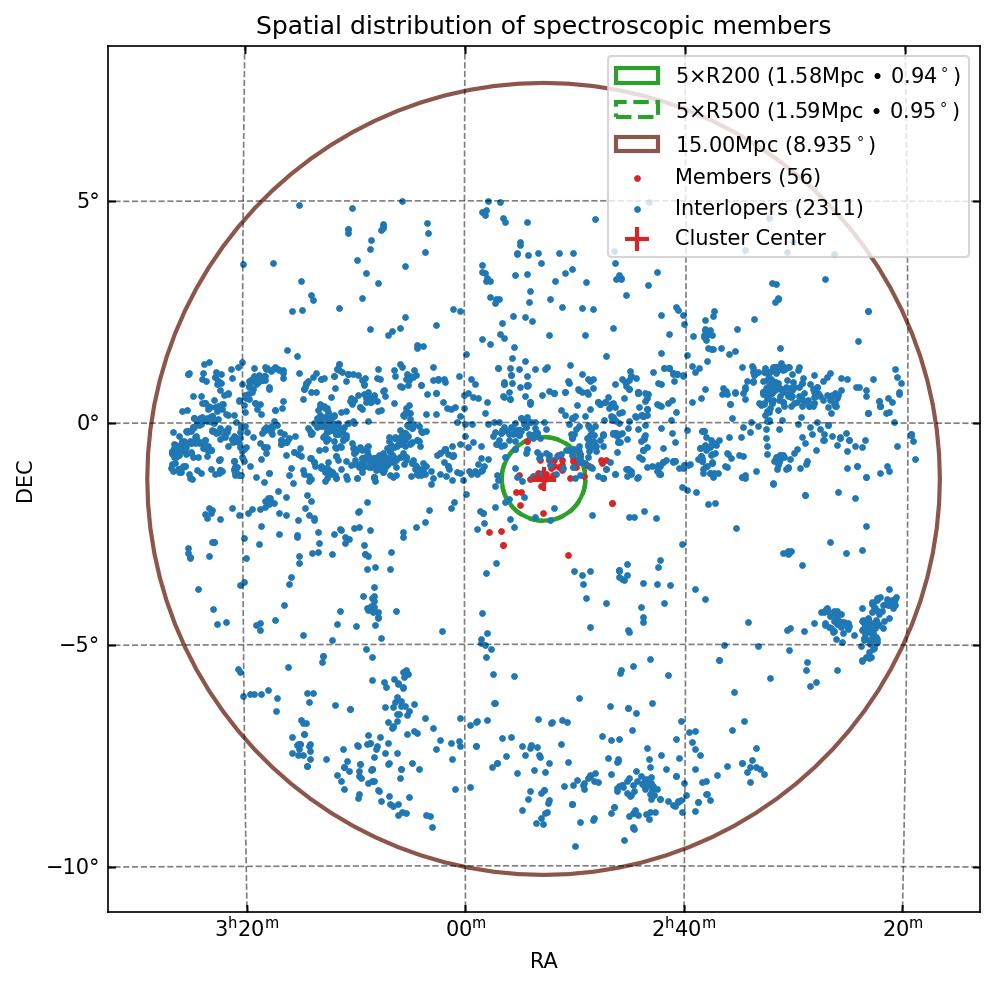 Spatial distribution of spectroscopic members
5×R200 (1.58Mpc • 0.94°)
5×R500 (1.59Mpc • 0.95°)
15.00Mpc (8.935°)
Members (56)
Interlopers (2311)
Cluster Center
5°
0°
−5°
−10°
DEC
3ʰ20ᵐ 00ᵐ 2ʰ40ᵐ 20ᵐ
RA